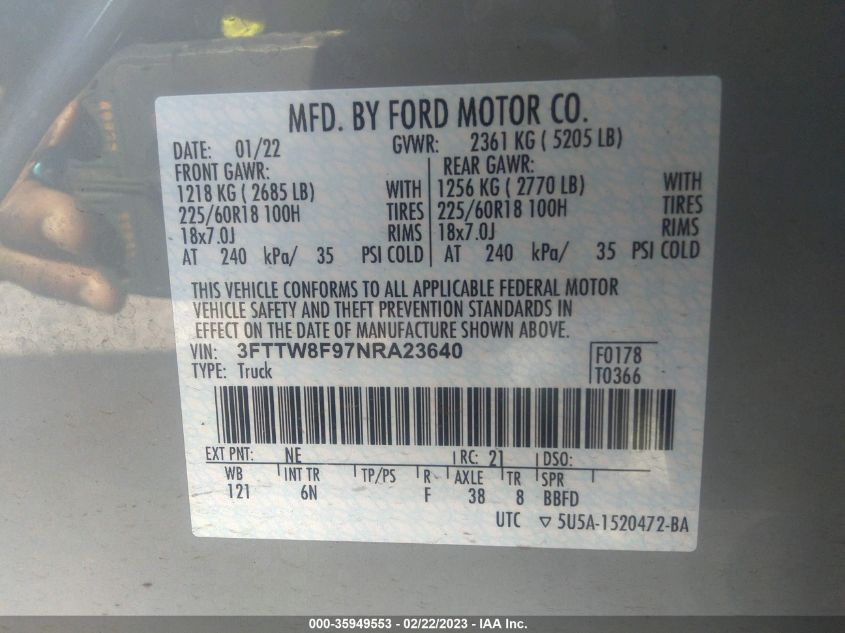 MFD. BY FORD MOTOR CO.
DATE: 01/22 GVWR: 2361 KG ( 5205 LB)
FRONT GAWR: REAR GAWR:
1218 KG ( 2685 LB) WITH 1256 KG ( 2770 LB) WITH
225/60R18 100H TIRES 225/60R18 100H TIRES
18x7.0J RIMS 18x7.0J RIMS
AT 240 kPa/ 35 PSI COLD AT 240 kPa/ 35 PSI COLD
THIS VEHICLE CONFORMS TO ALL APPLICABLE FEDERAL MOTOR
VEHICLE SAFETY AND THEFT PREVENTION STANDARDS IN
EFFECT ON THE DATE OF MANUFACTURE SHOWN ABOVE.
VIN: 3FTTW8F97NRA23640 F0178
TYPE: Truck T0366
EXT PNT: NE RC: 21 DSO:
WB INT TR TP/PS R AXLE TR SPR
121 6N F 38 8 BBFD
UTC ▽ 5U5A-1520472-BA
000-35949553 - 02/22/2023 - IAA Inc.